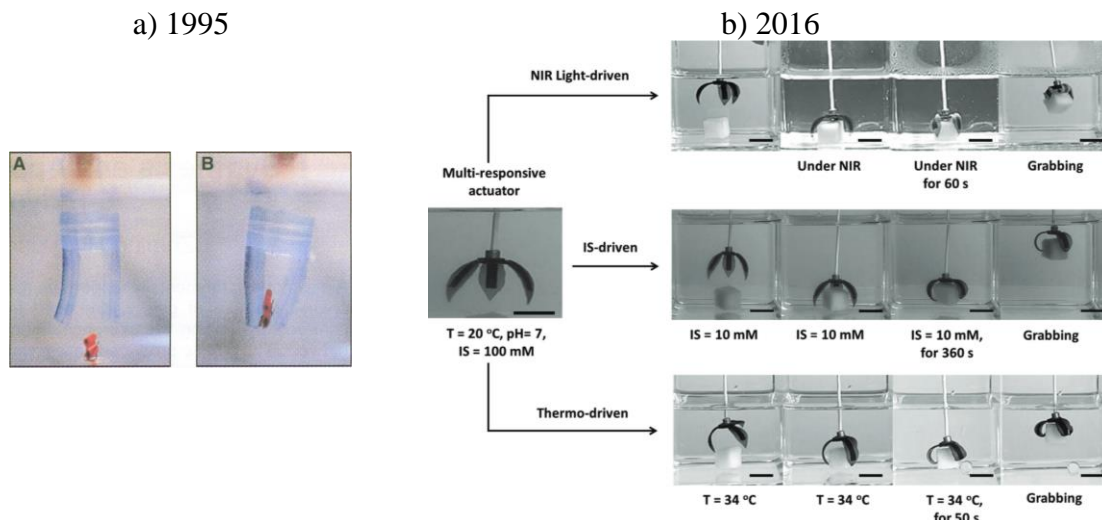 a) 1995
b) 2016
A
B
NIR Light-driven
Under NIR
Under NIR
for 60 s
Grabbing
Multi-responsive
actuator
T = 20 °C, pH= 7,
IS = 100 mM
IS-driven
IS = 10 mM
IS = 10 mM
IS = 10 mM,
for 360 s
Grabbing
Thermo-driven
T = 34 °C
T = 34 °C
T = 34 °C,
for 50 s
Grabbing